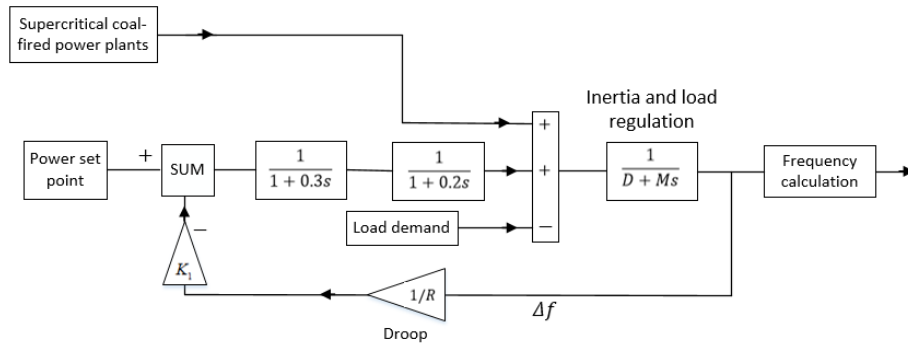 Supercritical coal-
fired power plants
Inertia and load
regulation
+
Power set
point
+
SUM
1
1 + 0.3s
1
1 + 0.2s
+
1
D + Ms
Frequency
calculation
Load demand
−
−
K₁
1/R
Δf
Droop